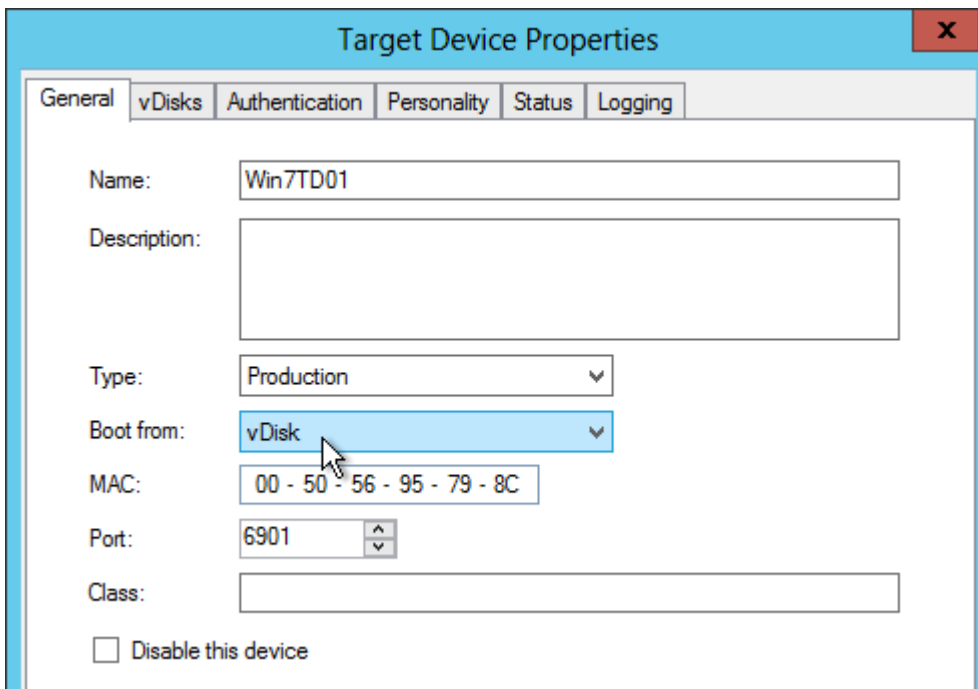 Target Device Properties
x
General vDisks Authentication Personality Status Logging
Name: Win7TD01
Description:
Type: Production
Boot from: vDisk
MAC: 00 - 50 - 56 - 95 - 79 - 8C
Port: 6901
Class:
Disable this device